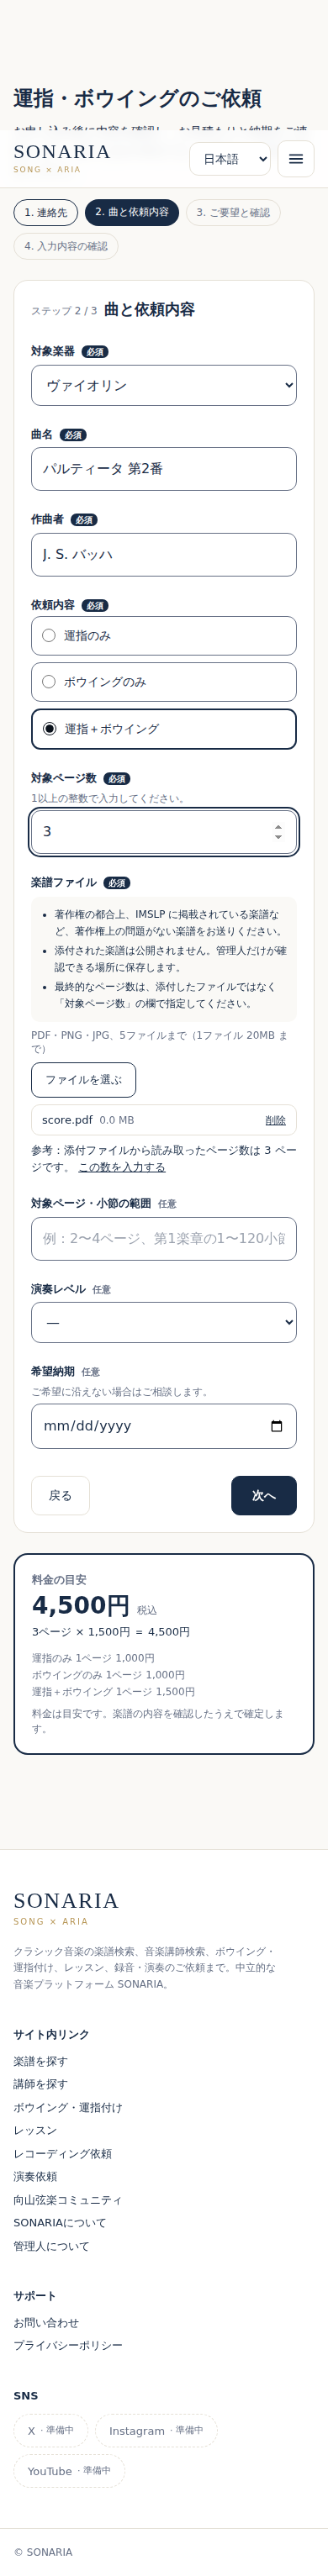 運指・ボウイングのご依頼
SONARIA
SONG × ARIA
日本語
1. 連絡先
2. 曲と依頼内容
3. ご要望と確認
4. 入力内容の確認
ステップ 2 / 3 曲と依頼内容
対象楽器 必須
ヴァイオリン
曲名 必須
パルティータ 第2番
作曲者 必須
J. S. バッハ
依頼内容 必須
運指のみ
ボウイングのみ
運指＋ボウイング
対象ページ数 必須
1以上の整数で入力してください。
3
楽譜ファイル 必須
• 著作権の都合上、IMSLP に掲載されている楽譜な
ど、著作権上の問題がない楽譜をお送りください。
• 添付された楽譜は公開されません。管理人だけが確
認できる場所に保存します。
• 最終的なページ数は、添付したファイルではなく
「対象ページ数」の欄で指定してください。
PDF・PNG・JPG、5ファイルまで（1ファイル 20MB ま
で）
ファイルを選ぶ
score.pdf 0.0 MB 削除
参考：添付ファイルから読み取ったページ数は 3 ペー
ジです。 この数を入力する
対象ページ・小節の範囲 任意
例：2〜4ページ、第1楽章の1〜120小節
演奏レベル 任意
—
希望納期 任意
ご希望に沿えない場合はご相談します。
mm/dd/yyyy
戻る
次へ
料金の目安
4,500円 税込
3ページ × 1,500円 ＝ 4,500円
運指のみ 1ページ 1,000円
ボウイングのみ 1ページ 1,000円
運指＋ボウイング 1ページ 1,500円
料金は目安です。楽譜の内容を確認したうえで確定しま
す。
SONARIA
SONG × ARIA
クラシック音楽の楽譜検索、音楽講師検索、ボウイング・
運指付け、レッスン、録音・演奏のご依頼まで。中立的な
音楽プラットフォーム SONARIA。
サイト内リンク
楽譜を探す
講師を探す
ボウイング・運指付け
レッスン
レコーディング依頼
演奏依頼
向山弦楽コミュニティ
SONARIAについて
管理人について
サポート
お問い合わせ
プライバシーポリシー
SNS
X · 準備中
Instagram · 準備中
YouTube · 準備中
© SONARIA